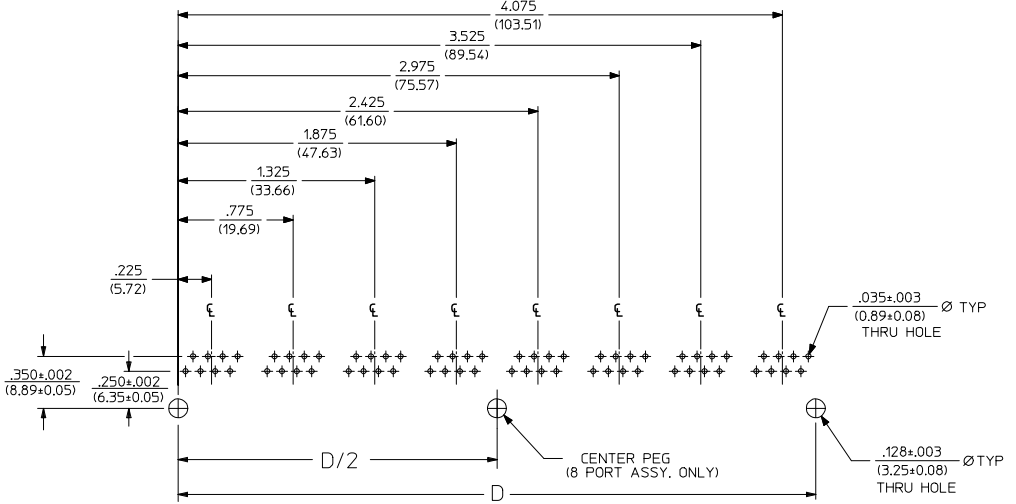 4.075
(103.51)
3.525
(89.54)
2.975
(75.57)
2.425
(61.60)
1.875
(47.63)
1.325
(33.66)
.775
(19.69)
.225
(5.72)
℄ ℄ ℄ ℄ ℄ ℄ ℄ ℄
.035±.003 Ø TYP
(0.89±0.08)
THRU HOLE
.350±.002
(8.89±0.05)
.250±.002
(6.35±0.05)
D/2
CENTER PEG
(8 PORT ASSY. ONLY)
.128±.003 Ø TYP
(3.25±0.08)
THRU HOLE
D